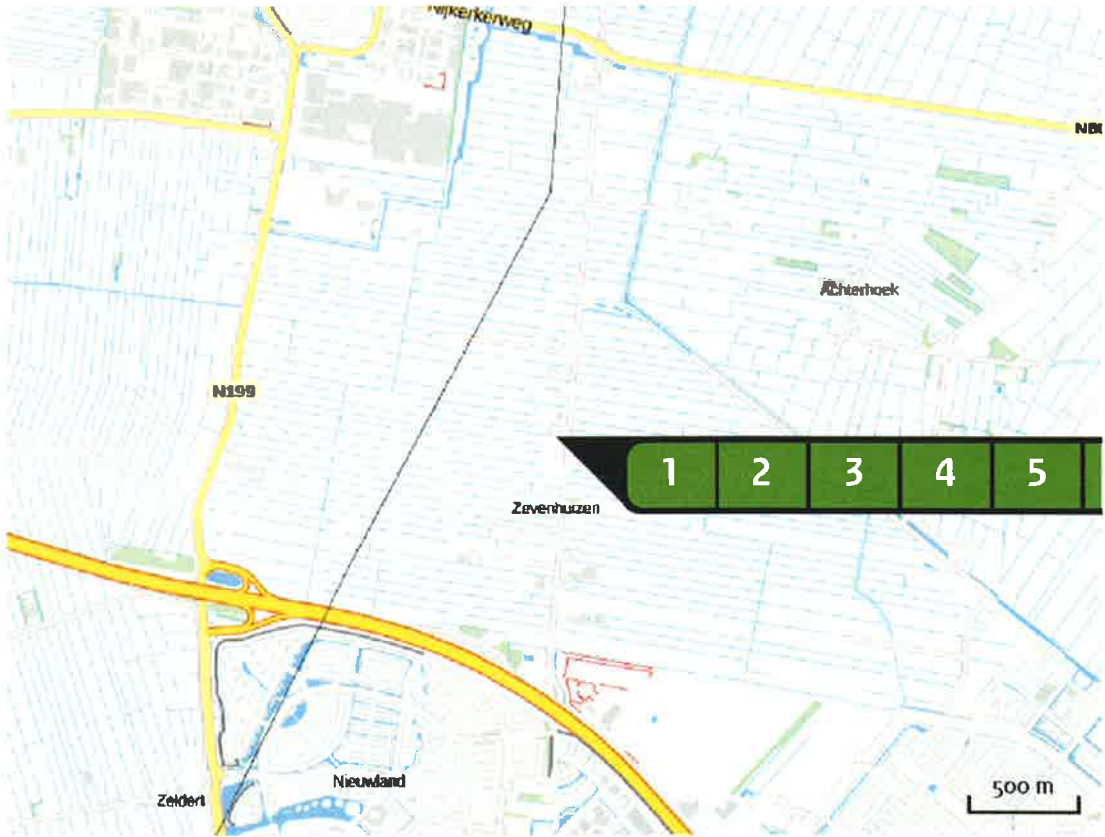 Nijkerkerweg
Achterhoek
N199
1 2 3 4 5
Zevenhuizen
500 m
Nieuwland
Zeldert